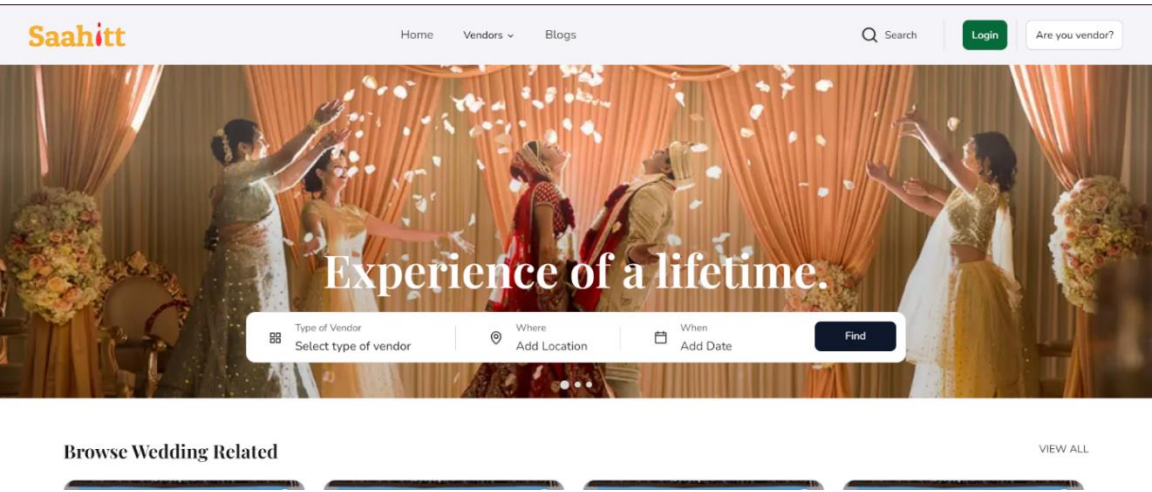 Saahitt
Home Vendors Blogs
Search
Login
Are you vendor?
Experience of a lifetime.
Type of Vendor
Select type of vendor
Where
Add Location
When
Add Date
Find
Browse Wedding Related
VIEW ALL